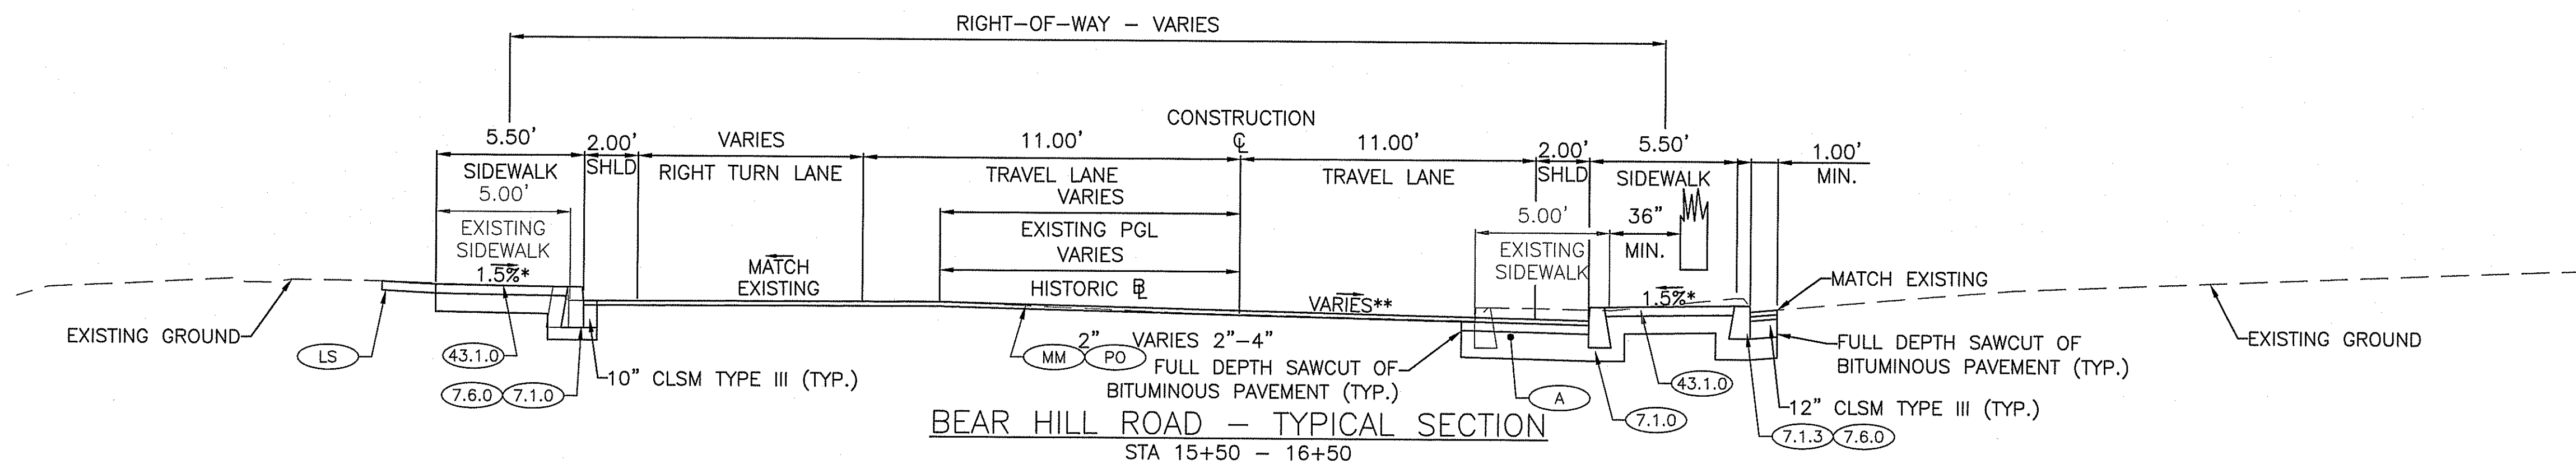 RIGHT-OF-WAY - VARIES
CONSTRUCTION
℄
5.50'
2.00'
VARIES
11.00'
11.00'
2.00'
5.50'
1.00'
SIDEWALK
SHLD
RIGHT TURN LANE
TRAVEL LANE
TRAVEL LANE
SHLD
SIDEWALK
MIN.
5.00'
VARIES
5.00'
36"
EXISTING
SIDEWALK
EXISTING PGL
EXISTING
SIDEWALK
MIN.
VARIES
1.5%*
MATCH
EXISTING
HISTORIC BL
VARIES**
1.5%*
MATCH EXISTING
EXISTING GROUND
LS
43.1.0
2" VARIES 2"-4"
MM
PO
FULL DEPTH SAWCUT OF
BITUMINOUS PAVEMENT (TYP.)
FULL DEPTH SAWCUT OF
BITUMINOUS PAVEMENT (TYP.)
EXISTING GROUND
10" CLSM TYPE III (TYP.)
7.6.0
7.1.0
A
43.1.0
7.1.0
12" CLSM TYPE III (TYP.)
7.1.3
7.6.0
BEAR HILL ROAD - TYPICAL SECTION
STA 15+50 - 16+50